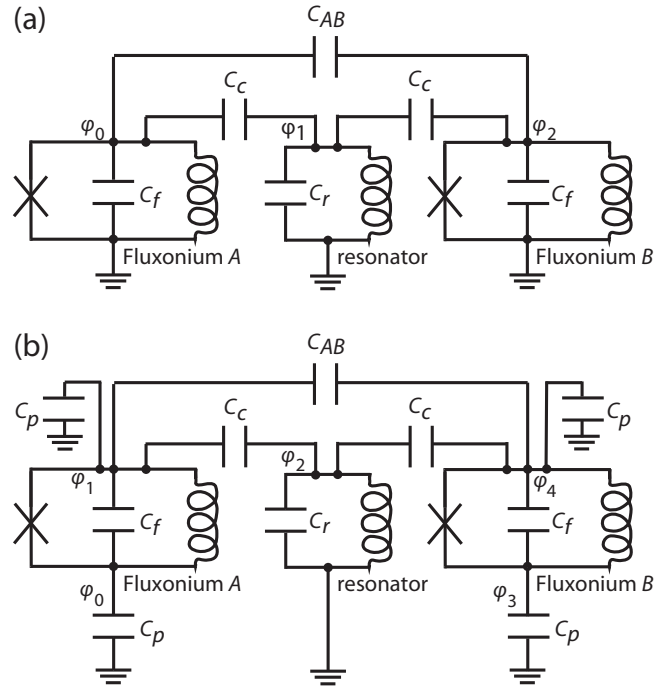 (a)
C_AB
C_c C_c
φ_0 φ_1 φ_2
C_f C_r C_f
Fluxonium A resonator Fluxonium B
(b)
C_AB
C_p C_c C_c C_p
φ_1 φ_2 φ_4
C_f C_r C_f
Fluxonium A resonator Fluxonium B
φ_0 φ_3
C_p C_p